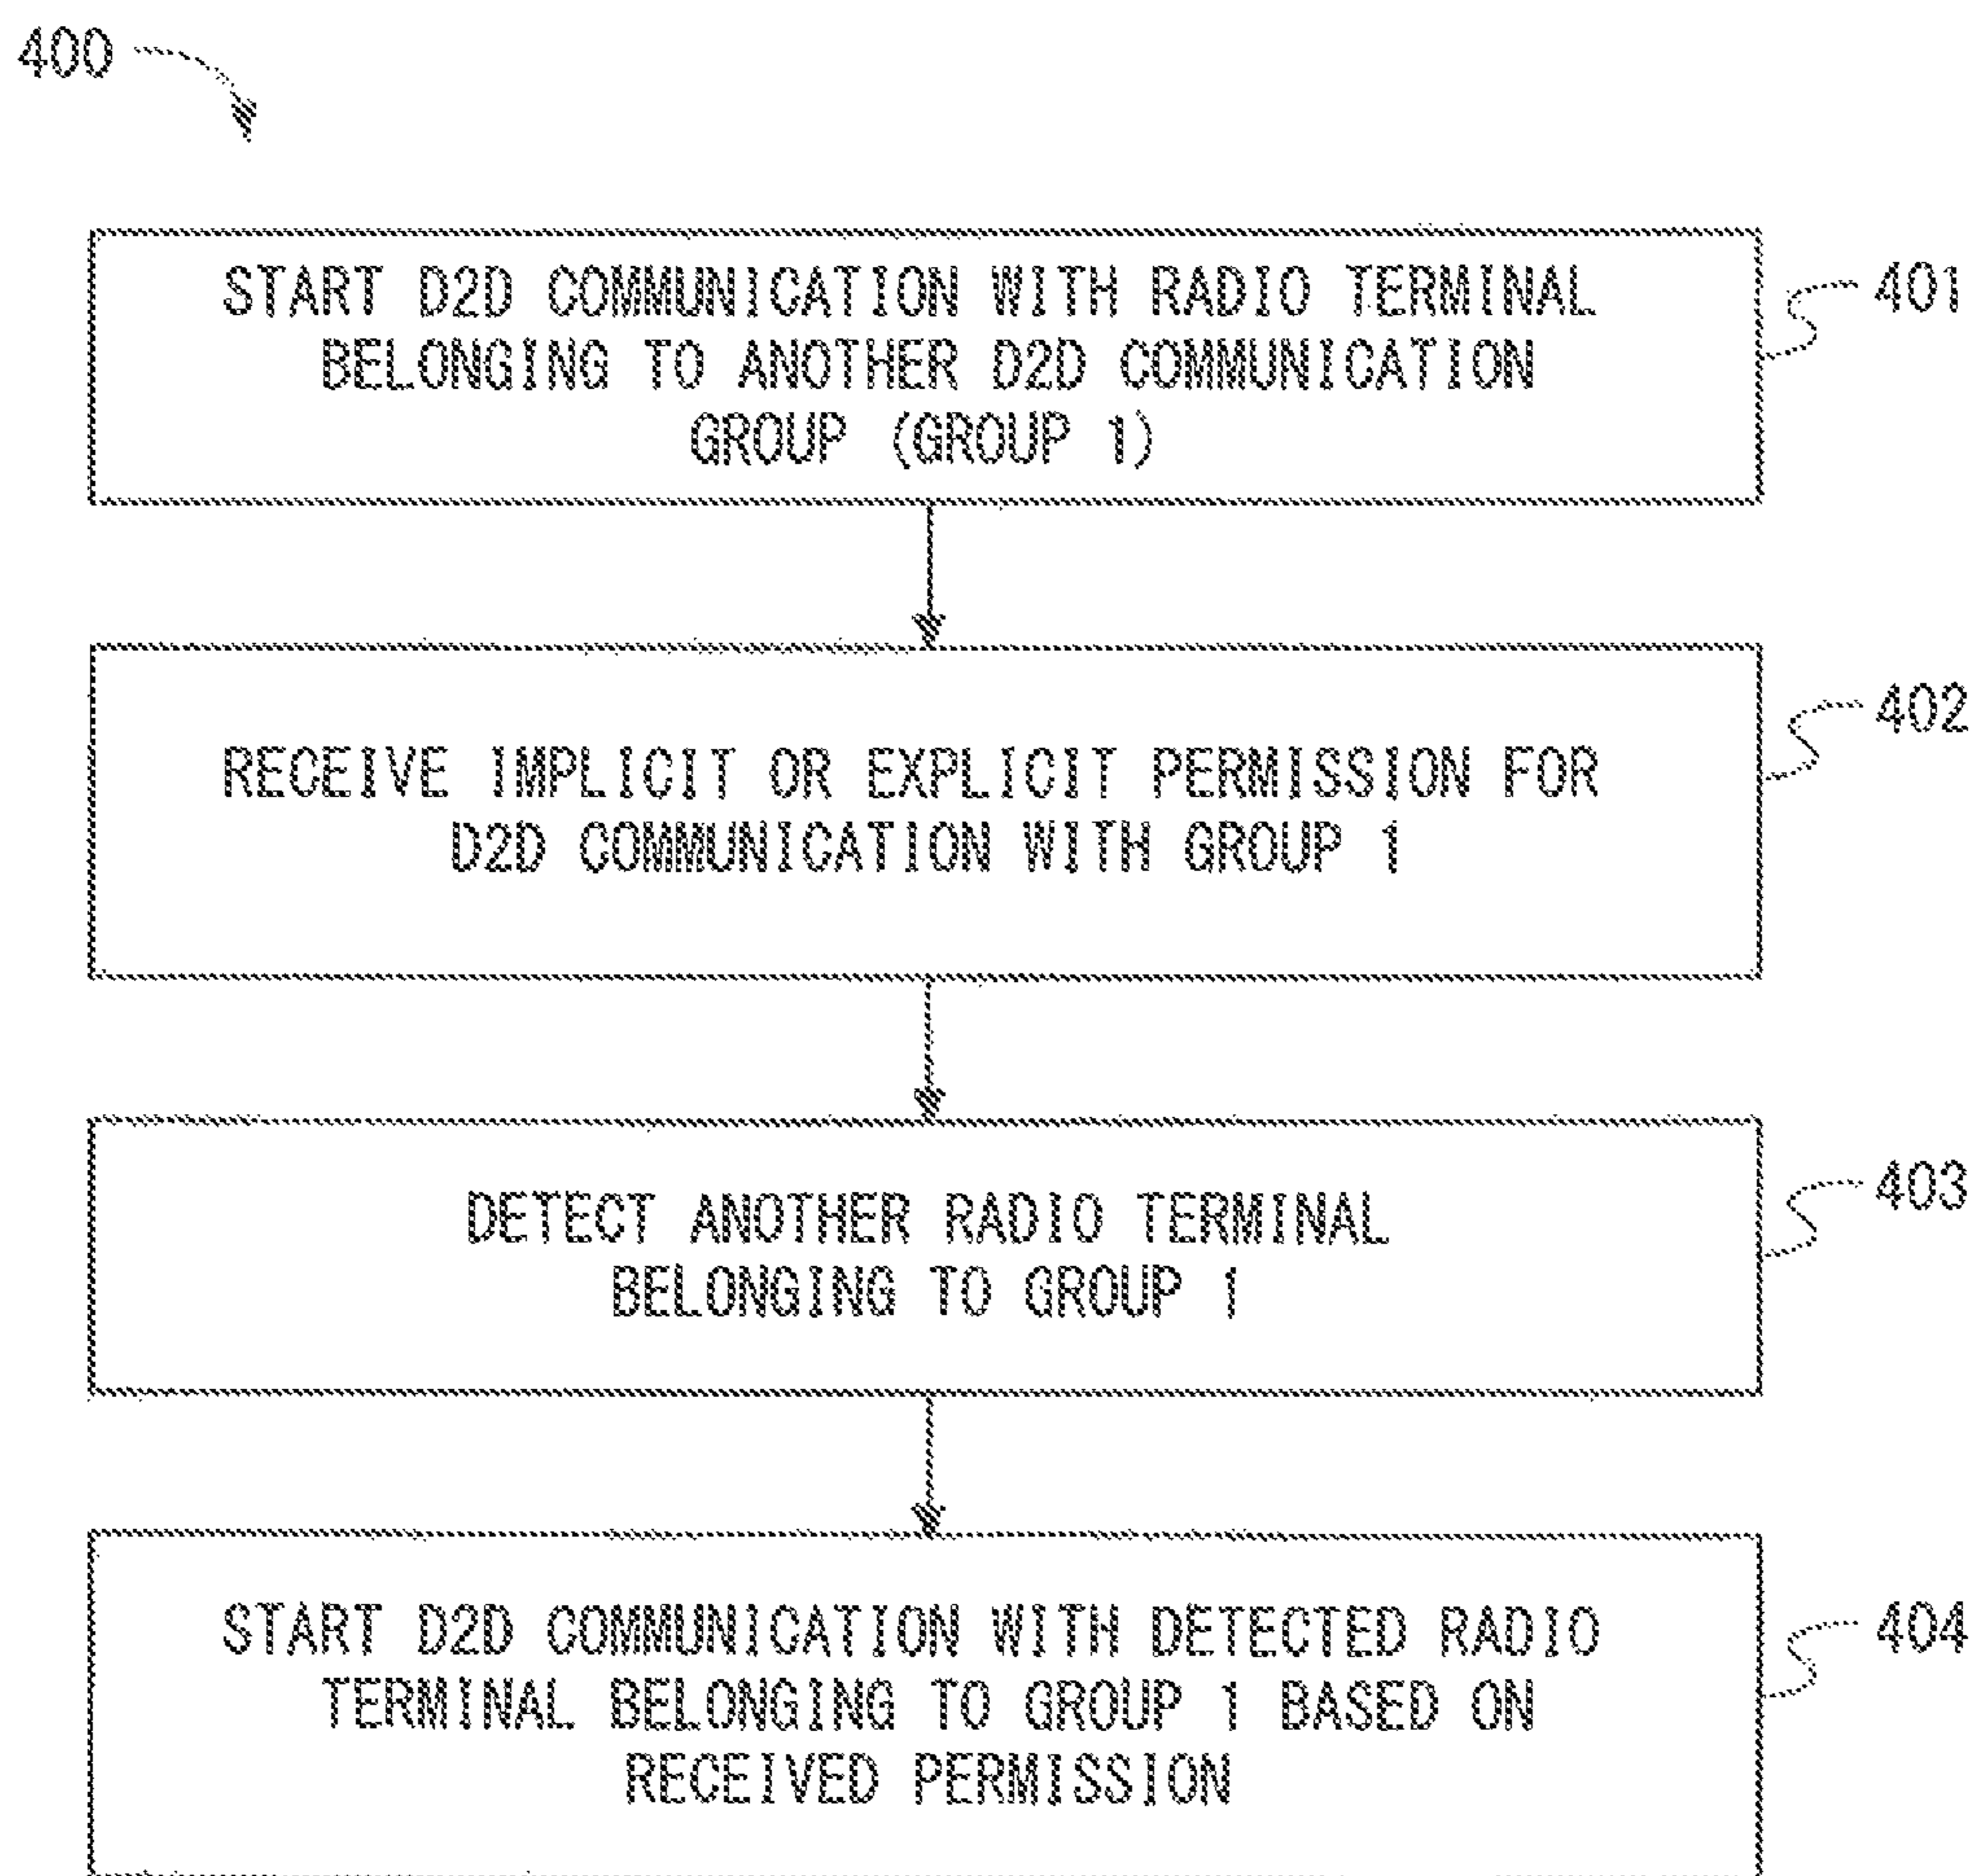 400
START D2D COMMUNICATION WITH RADIO TERMINAL
BELONGING TO ANOTHER D2D COMMUNICATION
GROUP (GROUP 1)
401
RECEIVE IMPLICIT OR EXPLICIT PERMISSION FOR
D2D COMMUNICATION WITH GROUP 1
402
DETECT ANOTHER RADIO TERMINAL
BELONGING TO GROUP 1
403
START D2D COMMUNICATION WITH DETECTED RADIO
TERMINAL BELONGING TO GROUP 1 BASED ON
RECEIVED PERMISSION
404